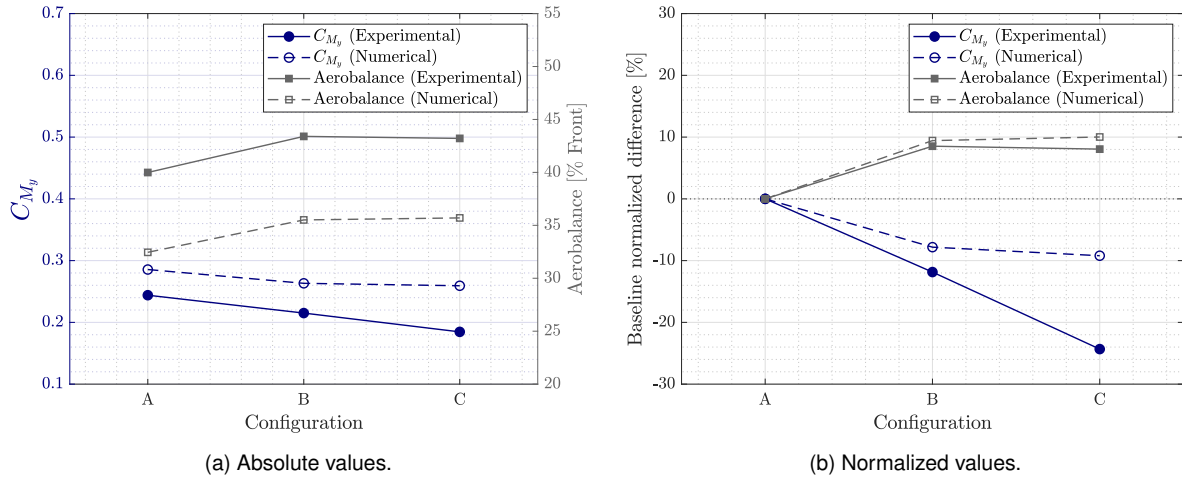 0.7
0.6
0.5
0.4
0.3
0.2
0.1
C_{M_y}
55
50
45
40
35
30
25
20
Aerobalance [% Front]
C_{M_y} (Experimental)
C_{M_y} (Numerical)
Aerobalance (Experimental)
Aerobalance (Numerical)
A B C
Configuration
(a) Absolute values.
30
20
10
0
-10
-20
-30
Baseline normalized difference [%]
C_{M_y} (Experimental)
C_{M_y} (Numerical)
Aerobalance (Experimental)
Aerobalance (Numerical)
A B C
Configuration
(b) Normalized values.